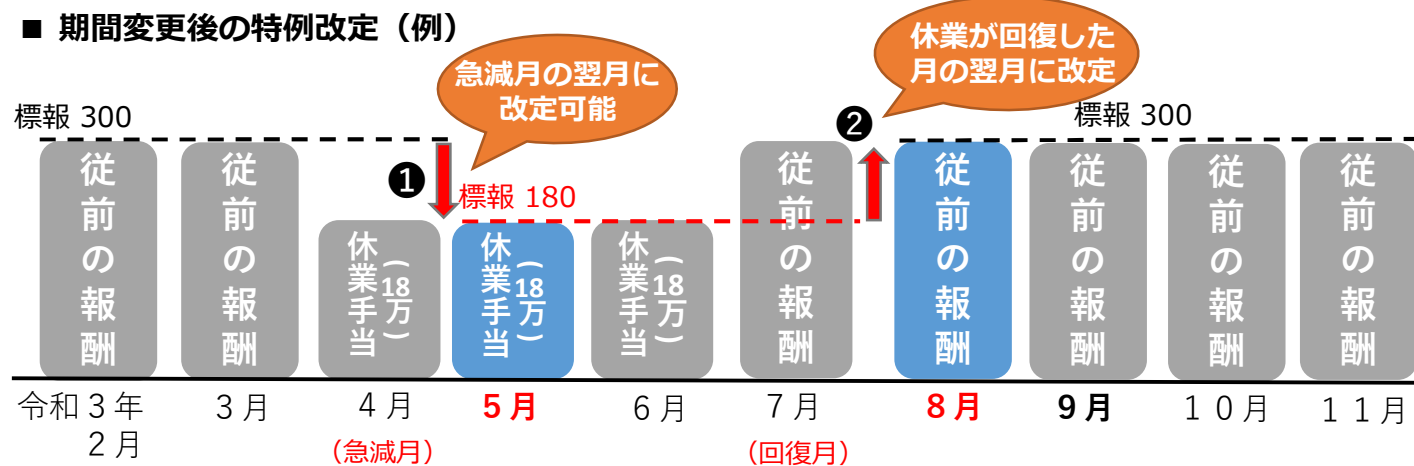 ■ 期間変更後の特例改定（例）
急減月の翌月に
改定可能
休業が回復した
月の翌月に改定
標報 300
❶
標報 180
❷
標報 300
従前の報酬
従前の報酬
休業手当
(18万)
休業手当
(18万)
休業手当
(18万)
従前の報酬
従前の報酬
従前の報酬
従前の報酬
従前の報酬
令和３年
２月
３月
４月
（急減月）
５月
６月
７月
（回復月）
８月
９月
１０月
１１月